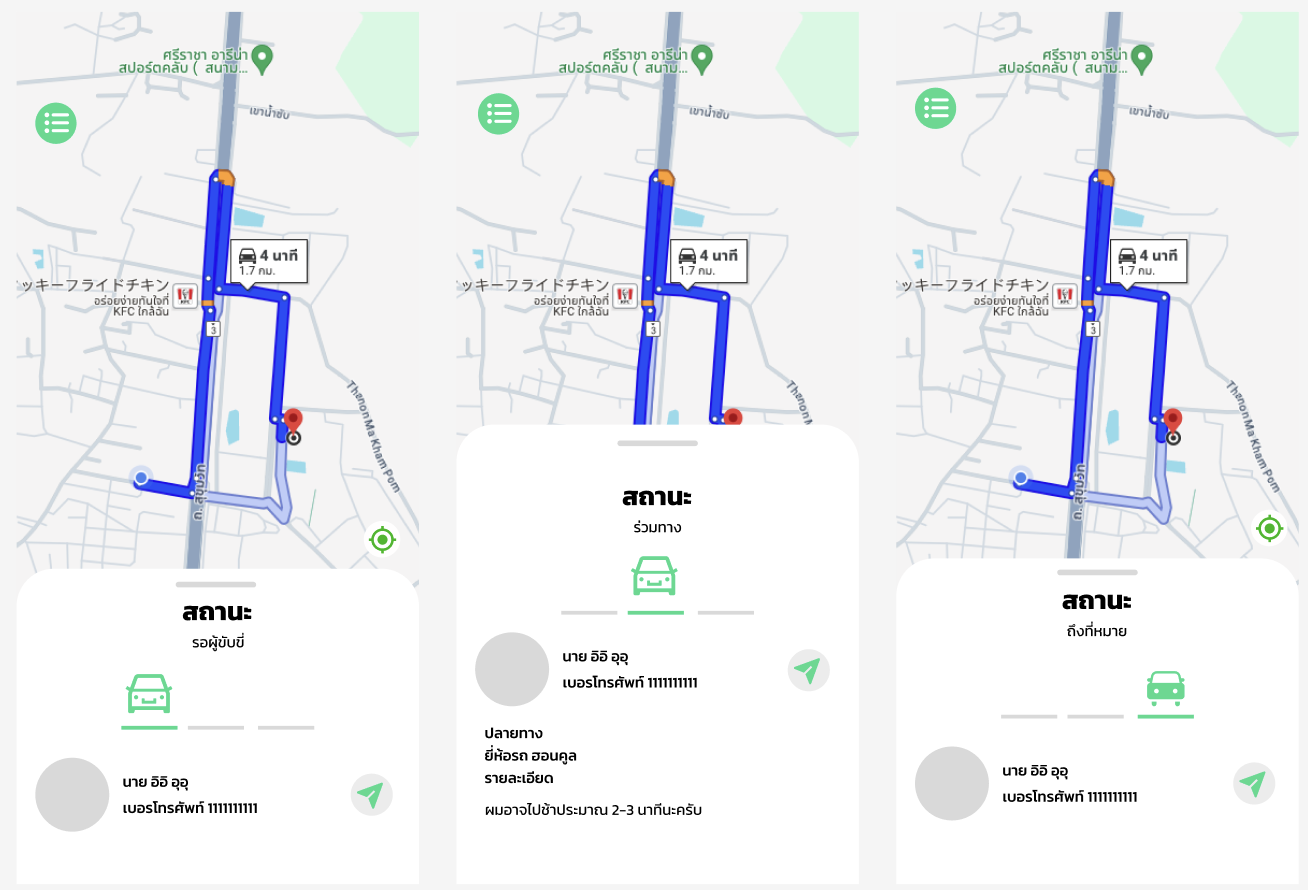 ศรีราชา อารีน่า
สปอร์ตคลับ ( สนาม...
เขาน้ำซับ
4 นาที
1.7 กม.
ッキーフライドチキン
อร่อยง่ายทันใจที่
KFC ใกล้ฉัน
KFC
3
Thanon Ma Kham Pom
ถ. สุขุมวิท
สถานะ
รอผู้ขับขี่
นาย อิอิ อุอุ
เบอรโทรศัพท์ 1111111111
ศรีราชา อารีน่า
สปอร์ตคลับ ( สนาม...
เขาน้ำซับ
4 นาที
1.7 กม.
ッキーフライドチキン
อร่อยง่ายทันใจที่
KFC ใกล้ฉัน
KFC
3
Thanon Ma
สถานะ
ร่วมทาง
นาย อิอิ อุอุ
เบอรโทรศัพท์ 1111111111
ปลายทาง
ยี่ห้อรถ ฮอนคูล
รายละเอียด
ผมอาจไปช้าประมาณ 2-3 นาทีนะครับ
ศรีราชา อารีน่า
สปอร์ตคลับ ( สนาม...
เขาน้ำซับ
4 นาที
1.7 กม.
ッキーフライドチキン
อร่อยง่ายทันใจที่
KFC ใกล้ฉัน
KFC
3
Thanon Ma Kham Pom
ถ. สุขุมวิท
สถานะ
ถึงที่หมาย
นาย อิอิ อุอุ
เบอรโทรศัพท์ 1111111111